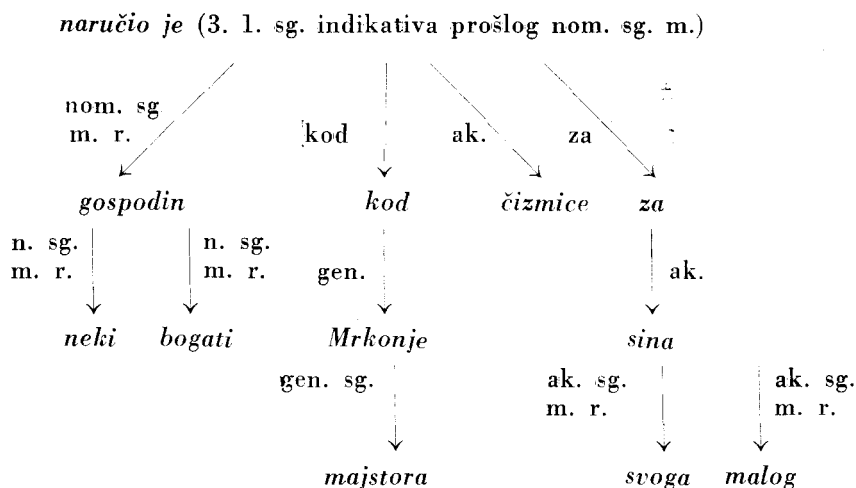 naručio je (3. l. sg. indikativa prošlog nom. sg. m.)
nom. sg
m. r.
kod
ak.
za
gospodin kod čizmice za
n. sg. n. sg.
m. r. m. r. gen. ak.
neki bogati Mrkonje sina
gen. sg. ak. sg. ak. sg.
m. r. m. r.
majstora svoga malog